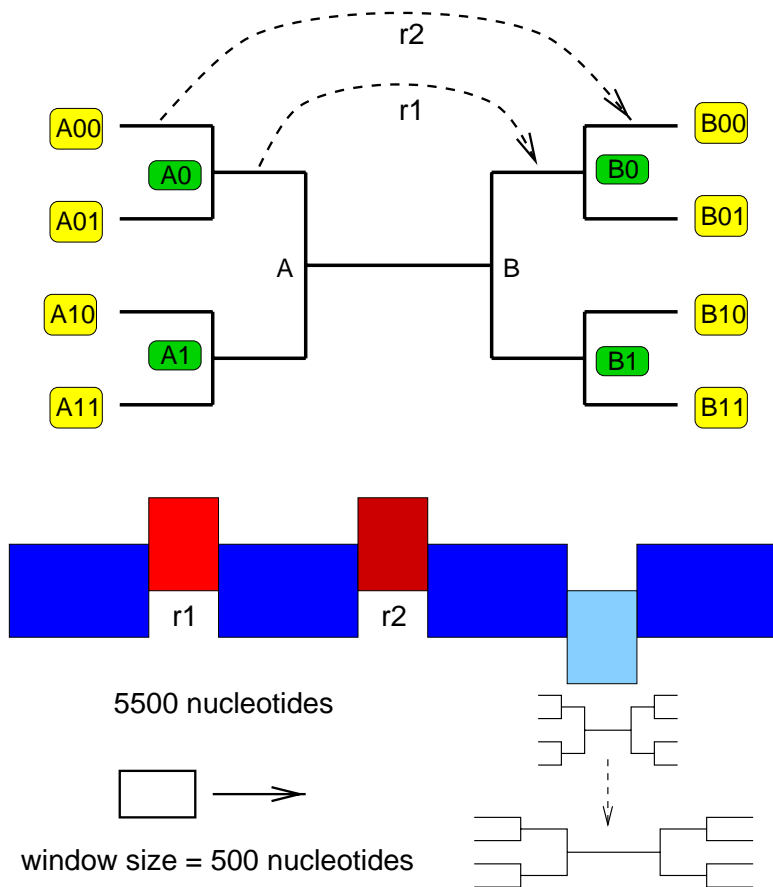 r2
r1
A00
B00
A0
B0
A01
B01
A
B
A10
B10
A1
B1
A11
B11
r1
r2
5500 nucleotides
window size = 500 nucleotides